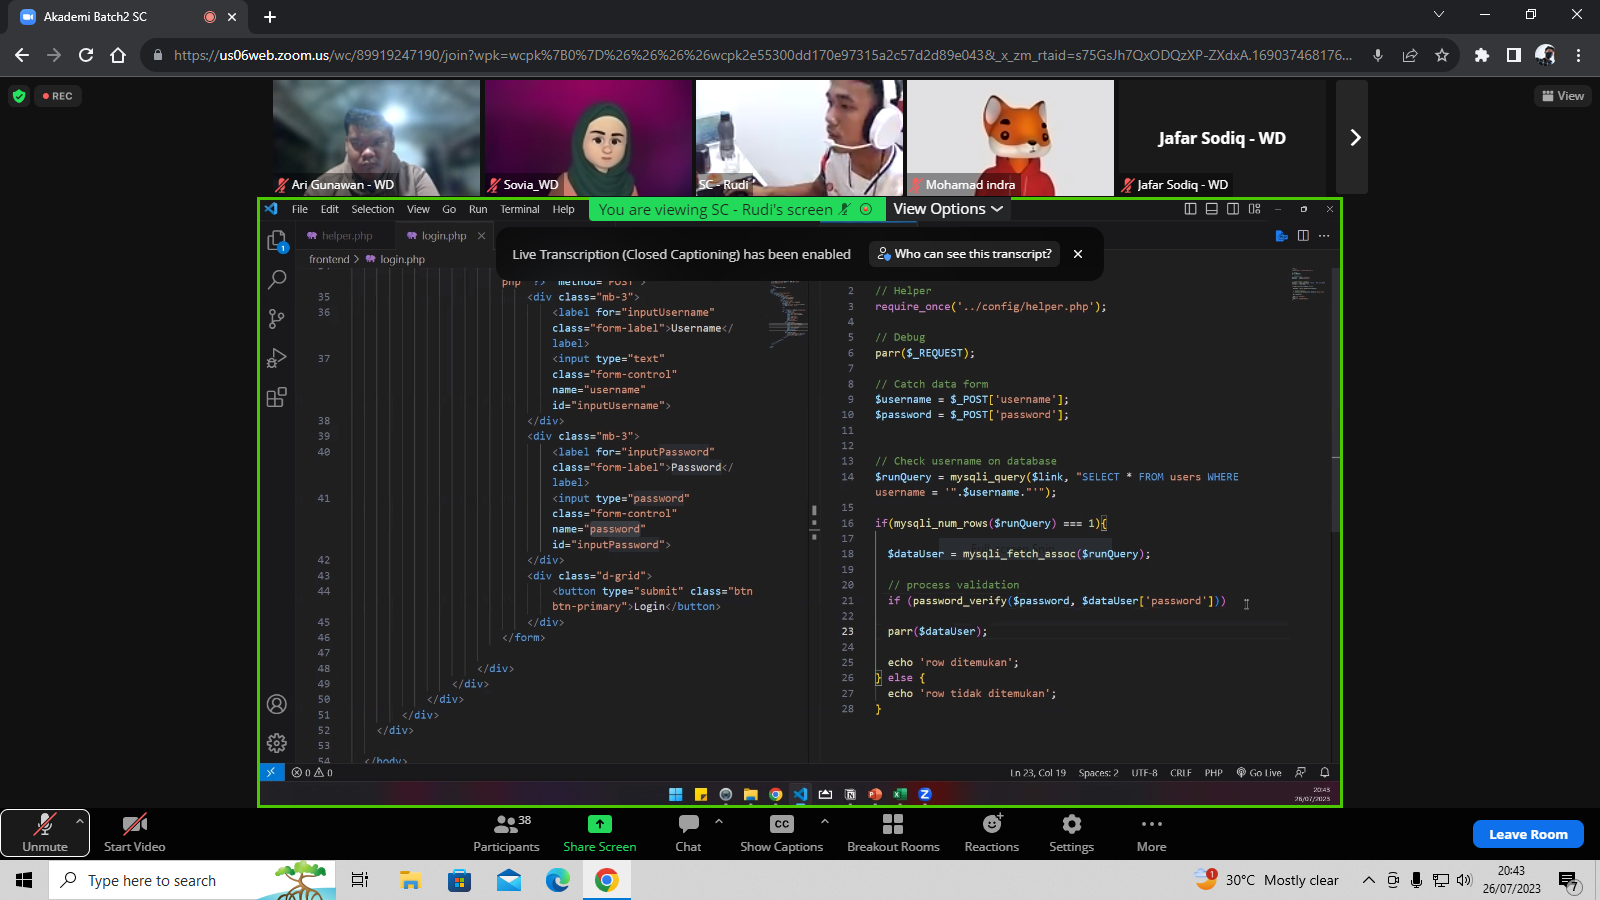 Akademi Batch2 SC
https://us06web.zoom.us/wc/89919247190/join?wpk=wcpk%7B0%7D%26%26%26%26wcpk2e55300dd170e97315a2c57d2d89e043&_x_zm_rtaid=s75GsJh7QxODQzXP-ZXdxA.169037468176...
REC
View
Ari Gunawan - WD
Sovia_WD
SC - Rudi
Mohamad indra
Jafar Sodiq - WD
Jafar Sodiq - WD
File Edit Selection View Go Run Terminal Help
You are viewing SC - Rudi's screen
View Options
helper.php
login.php
Live Transcription (Closed Captioning) has been enabled
Who can see this transcript?
1
frontend > login.php
php ?>" method="POST">
35 <div class="mb-3">
36 <label for="inputUsername"
class="form-label">Username</
label>
37 <input type="text"
class="form-control"
name="username"
id="inputUsername">
38 </div>
39 <div class="mb-3">
40 <label for="inputPassword"
class="form-label">Password</
label>
41 <input type="password"
class="form-control"
name="password"
id="inputPassword">
42 </div>
43 <div class="d-grid">
44 <button type="submit" class="btn
btn-primary">Login</button>
45 </div>
46 </form>
47
48 </div>
49 </div>
50 </div>
51 </div>
52 </div>
53
54 </body>
2 // Helper
3 require_once('../config/helper.php');
4
5 // Debug
6 parr($_REQUEST);
7
8 // Catch data form
9 $username = $_POST['username'];
10 $password = $_POST['password'];
11
12
13 // Check username on database
14 $runQuery = mysqli_query($link, "SELECT * FROM users WHERE
username = '".$username."'");
15
16 if(mysqli_num_rows($runQuery) === 1){
17
18 $dataUser = mysqli_fetch_assoc($runQuery);
19
20 // process validation
21 if (password_verify($password, $dataUser['password']))
22
23 parr($dataUser);
24
25 echo 'row ditemukan';
26 } else {
27 echo 'row tidak ditemukan';
28 }
0 0
Ln 23, Col 19 Spaces: 2 UTF-8 CRLF PHP Go Live
20:43
26/07/2023
Unmute
Start Video
38
Participants
Share Screen
Chat
CC
Show Captions
Breakout Rooms
Reactions
Settings
More
Leave Room
Type here to search
1
30°C Mostly clear
20:43
26/07/2023
7